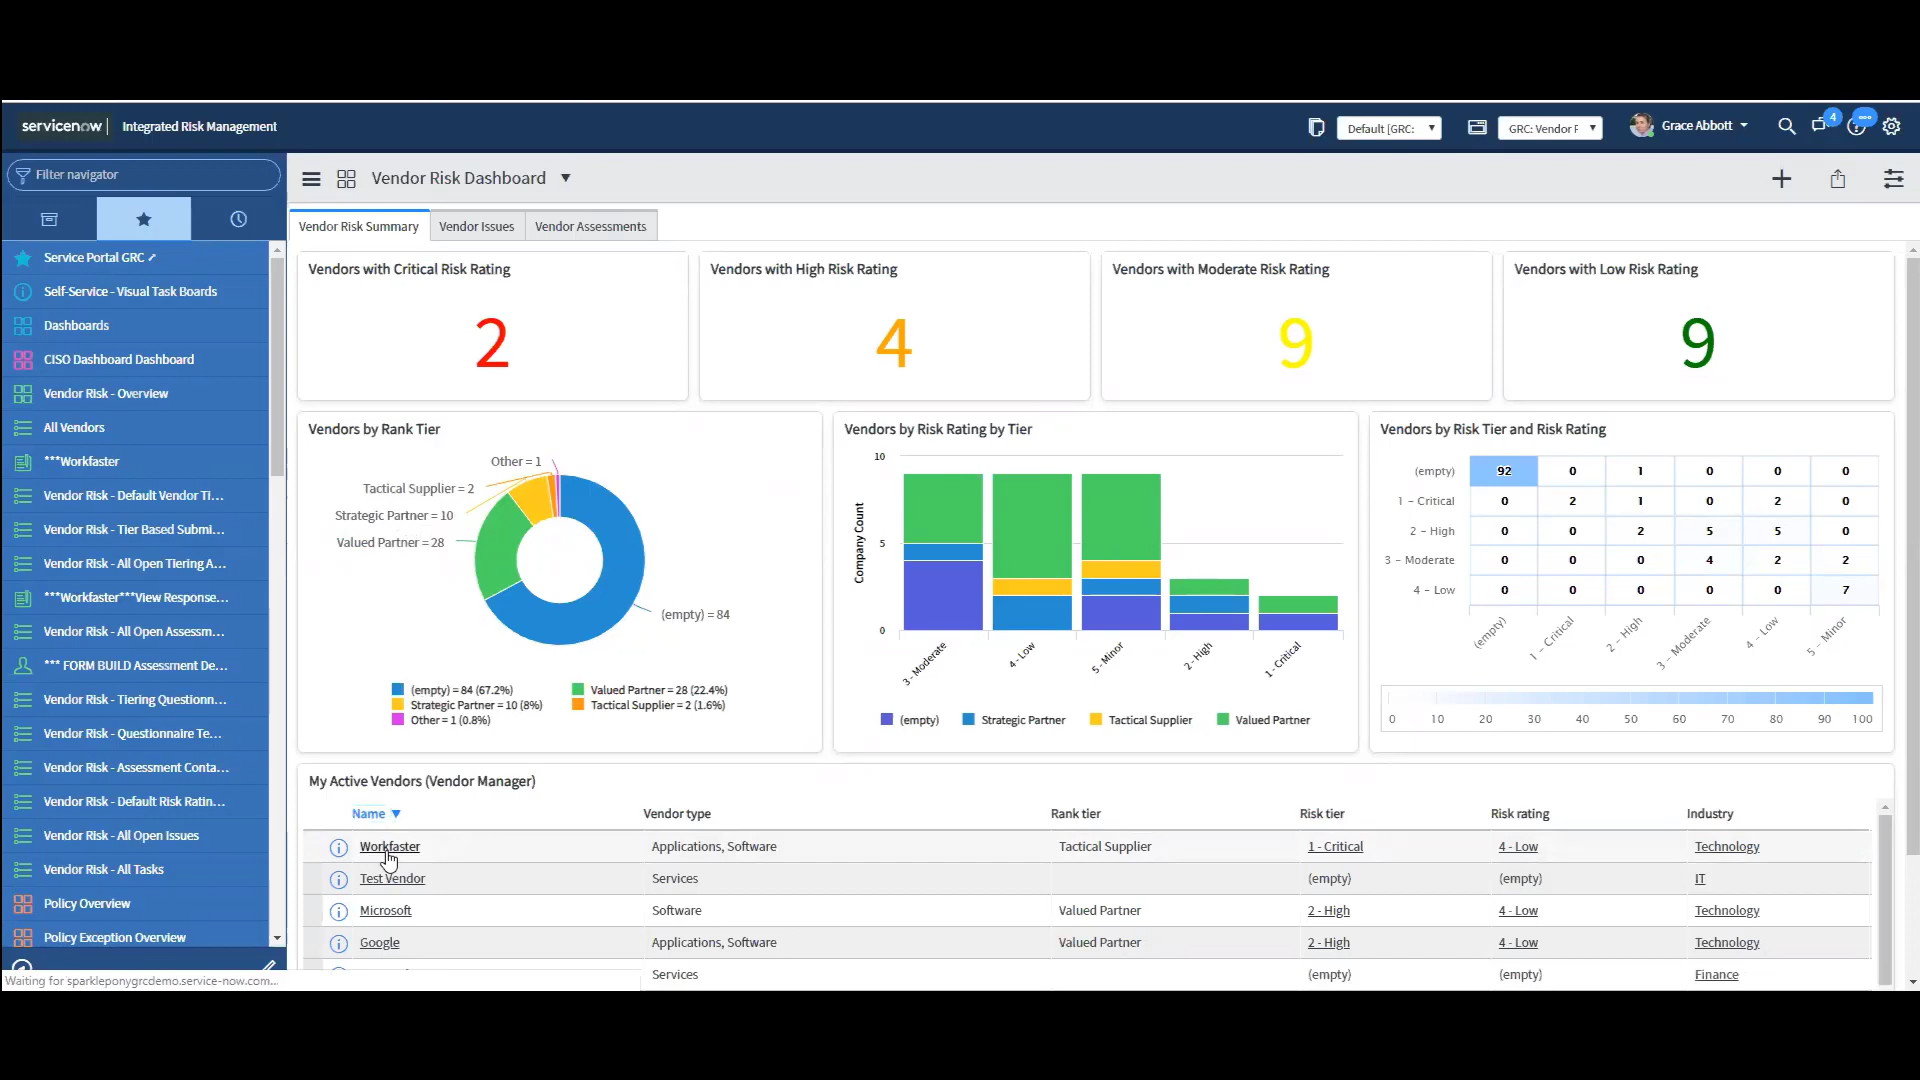 servicenow Integrated Risk Management
Default [GRC:
GRC: Vendor F
Grace Abbott
4
Filter navigator
Vendor Risk Dashboard
Service Portal GRC
Self-Service - Visual Task Boards
Dashboards
CISO Dashboard Dashboard
Vendor Risk - Overview
All Vendors
***Workfaster
Vendor Risk - Default Vendor Ti...
Vendor Risk - Tier Based Submi...
Vendor Risk - All Open Tiering A...
***Workfaster***View Response...
Vendor Risk - All Open Assessm...
*** FORM BUILD Assessment De...
Vendor Risk - Tiering Questionn...
Vendor Risk - Questionnaire Te...
Vendor Risk - Assessment Conta...
Vendor Risk - Default Risk Ratin...
Vendor Risk - All Open Issues
Vendor Risk - All Tasks
Policy Overview
Policy Exception Overview
Waiting for sparkleponygrcdemo.service-now.com...
Vendor Risk Summary Vendor Issues Vendor Assessments
Vendors with Critical Risk Rating
2
Vendors with High Risk Rating
4
Vendors with Moderate Risk Rating
9
Vendors with Low Risk Rating
9
Vendors by Rank Tier
Other = 1
Tactical Supplier = 2
Strategic Partner = 10
Valued Partner = 28
(empty) = 84
(empty) = 84 (67.2%) Valued Partner = 28 (22.4%)
Strategic Partner = 10 (8%) Tactical Supplier = 2 (1.6%)
Other = 1 (0.8%)
Vendors by Risk Rating by Tier
Company Count
10
5
0
3 - Moderate 4 - Low 5 - Minor 2 - High 1 - Critical
(empty) Strategic Partner Tactical Supplier Valued Partner
Vendors by Risk Tier and Risk Rating
(empty) 92 0 1 0 0 0
1 - Critical 0 2 1 0 2 0
2 - High 0 0 2 5 5 0
3 - Moderate 0 0 0 4 2 2
4 - Low 0 0 0 0 0 7
(empty) 1 - Critical 2 - High 3 - Moderate 4 - Low 5 - Minor
0 10 20 30 40 50 60 70 80 90 100
My Active Vendors (Vendor Manager)
Name Vendor type Rank tier Risk tier Risk rating Industry
Workfaster Applications, Software Tactical Supplier 1 - Critical 4 - Low Technology
Test Vendor Services (empty) (empty) IT
Microsoft Software Valued Partner 2 - High 4 - Low Technology
Google Applications, Software Valued Partner 2 - High 4 - Low Technology
Services (empty) (empty) Finance